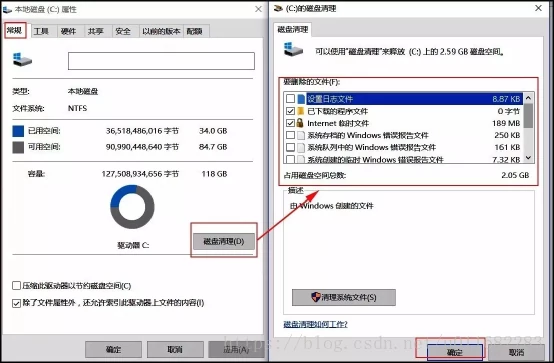 本地磁盘 (C:) 属性
常规
工具
硬件
共享
安全
以前的版本
配额
类型:
本地磁盘
文件系统:
NTFS
已用空间:
36,518,486,016 字节
34.0 GB
可用空间:
90,990,448,640 字节
84.7 GB
容量:
127,508,934,656 字节
118 GB
驱动器 C:
磁盘清理(D)
压缩此驱动器以节约磁盘空间(C)
除了文件属性外，还允许索引此驱动器上文件的内容(I)
确定
取消
应用(A)
(C:)的磁盘清理
磁盘清理
可以使用"磁盘清理"来释放 (C:) 上的 2.59 GB 磁盘空间。
要删除的文件(F):
设置日志文件
8.87 KB
已下载的程序文件
0 字节
Internet 临时文件
189 MB
系统存档的 Windows 错误报告文件
250 KB
系统队列中的 Windows 错误报告文件
161 KB
系统创建的临时 Windows 错误报告文件
7.32 KB
占用磁盘空间总数:
2.05 GB
描述
由 Windows 创建的文件
清理系统文件(S)
磁盘清理如何工作?
确定
取消